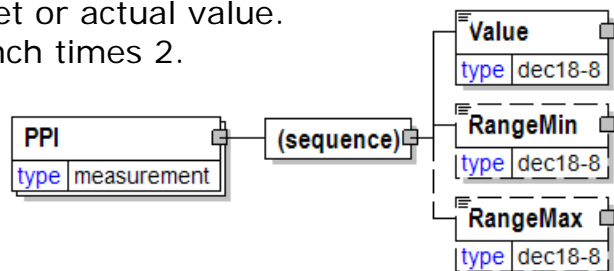 et or actual value.
nch times 2.
Value
type dec18-8
PPI
type measurement
(sequence)
RangeMin
type dec18-8
RangeMax
type dec18-8